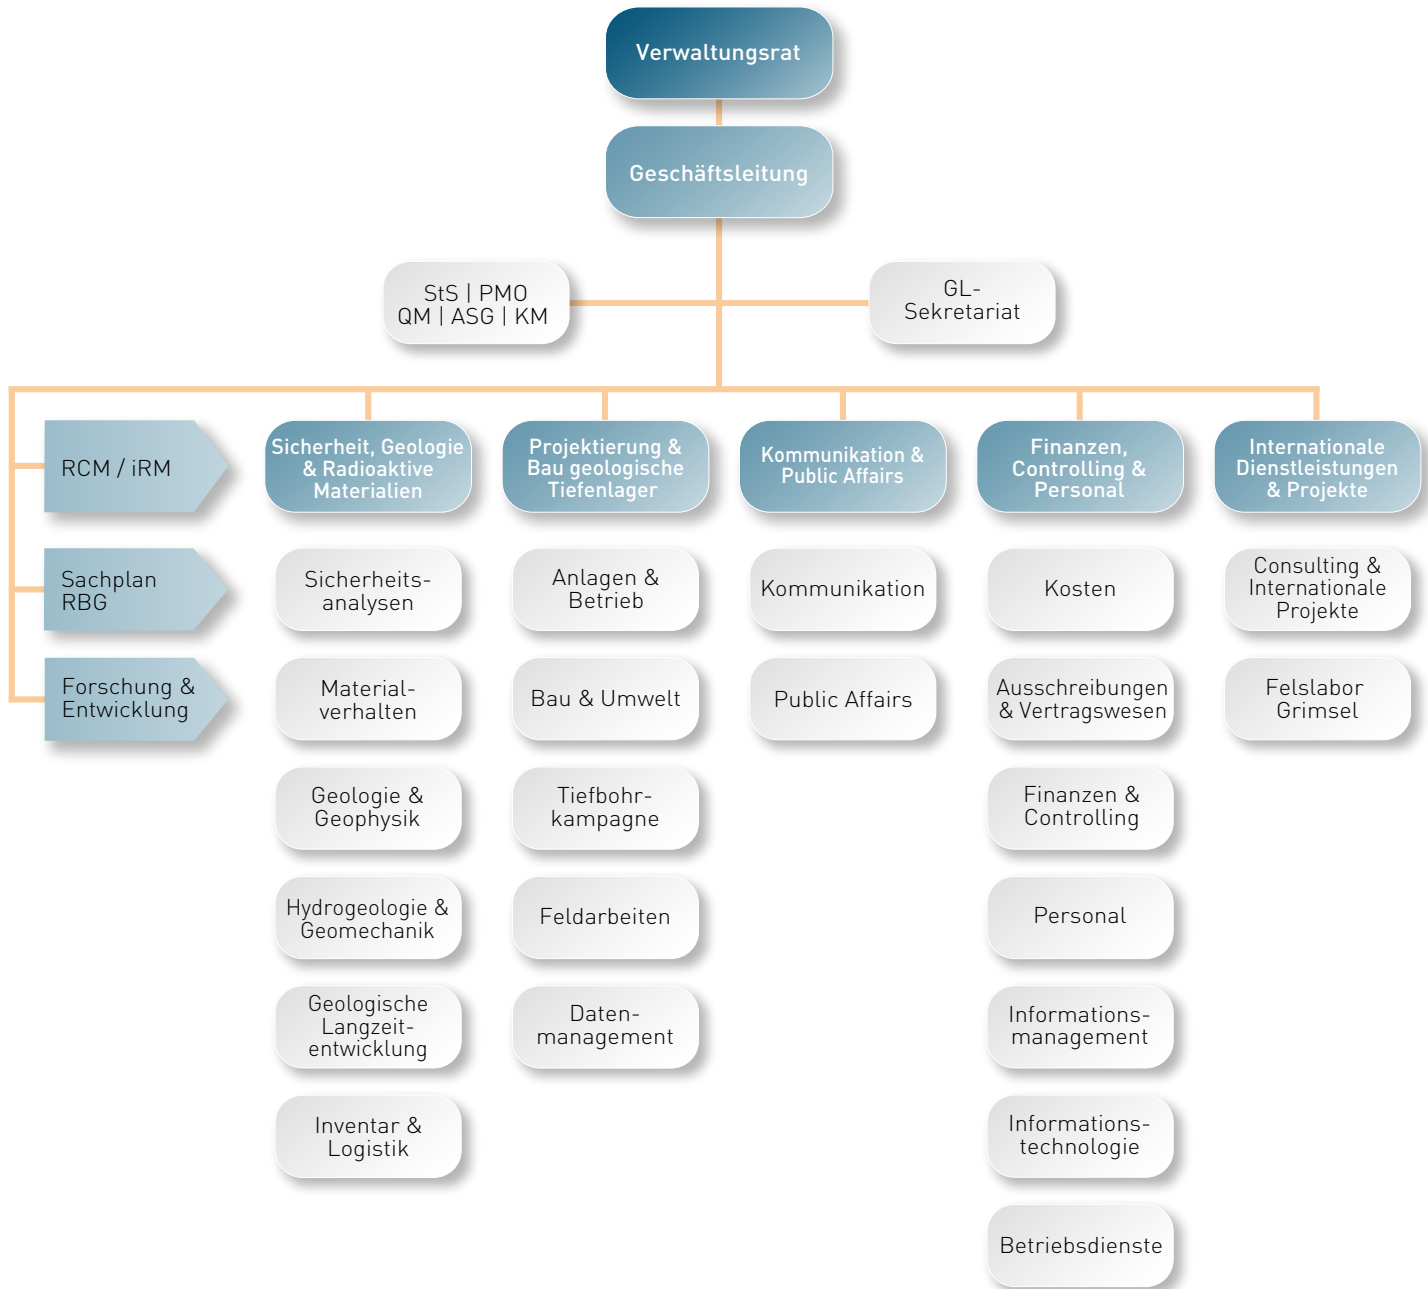 Verwaltungsrat
Geschäftsleitung
StS | PMO
QM | ASG | KM
GL-
Sekretariat
RCM / iRM
Sachplan
RBG
Forschung &
Entwicklung
Sicherheit, Geologie
& Radioaktive
Materialien
Sicherheits-
analysen
Material-
verhalten
Geologie &
Geophysik
Hydrogeologie &
Geomechanik
Geologische
Langzeit-
entwicklung
Inventar &
Logistik
Projektierung &
Bau geologische
Tiefenlager
Anlagen &
Betrieb
Bau & Umwelt
Tiefbohr-
kampagne
Feldarbeiten
Daten-
management
Kommunikation &
Public Affairs
Kommunikation
Public Affairs
Finanzen,
Controlling &
Personal
Kosten
Ausschreibungen
& Vertragswesen
Finanzen &
Controlling
Personal
Informations-
management
Informations-
technologie
Betriebsdienste
Internationale
Dienstleistungen
& Projekte
Consulting &
Internationale
Projekte
Felslabor
Grimsel